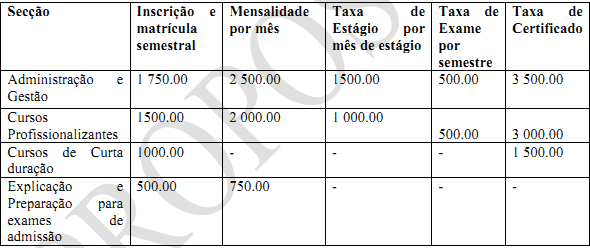 Secção
Inscrição e matrícula semestral
Mensalidade por mês
Taxa de Estágio por mês de estágio
Taxa de Exame por semestre
Taxa de Certificado
Administração e Gestão
1 750.00
2 500.00
1500.00
500.00
3 500.00
Cursos Profissionalizantes
1500.00
2 000.00
1 000.00
500.00
3 000.00
Cursos de Curta duração
1000.00
-
-
-
1 500.00
Explicação e Preparação para exames de admissão
500.00
750.00
-
-
-
PROPOS